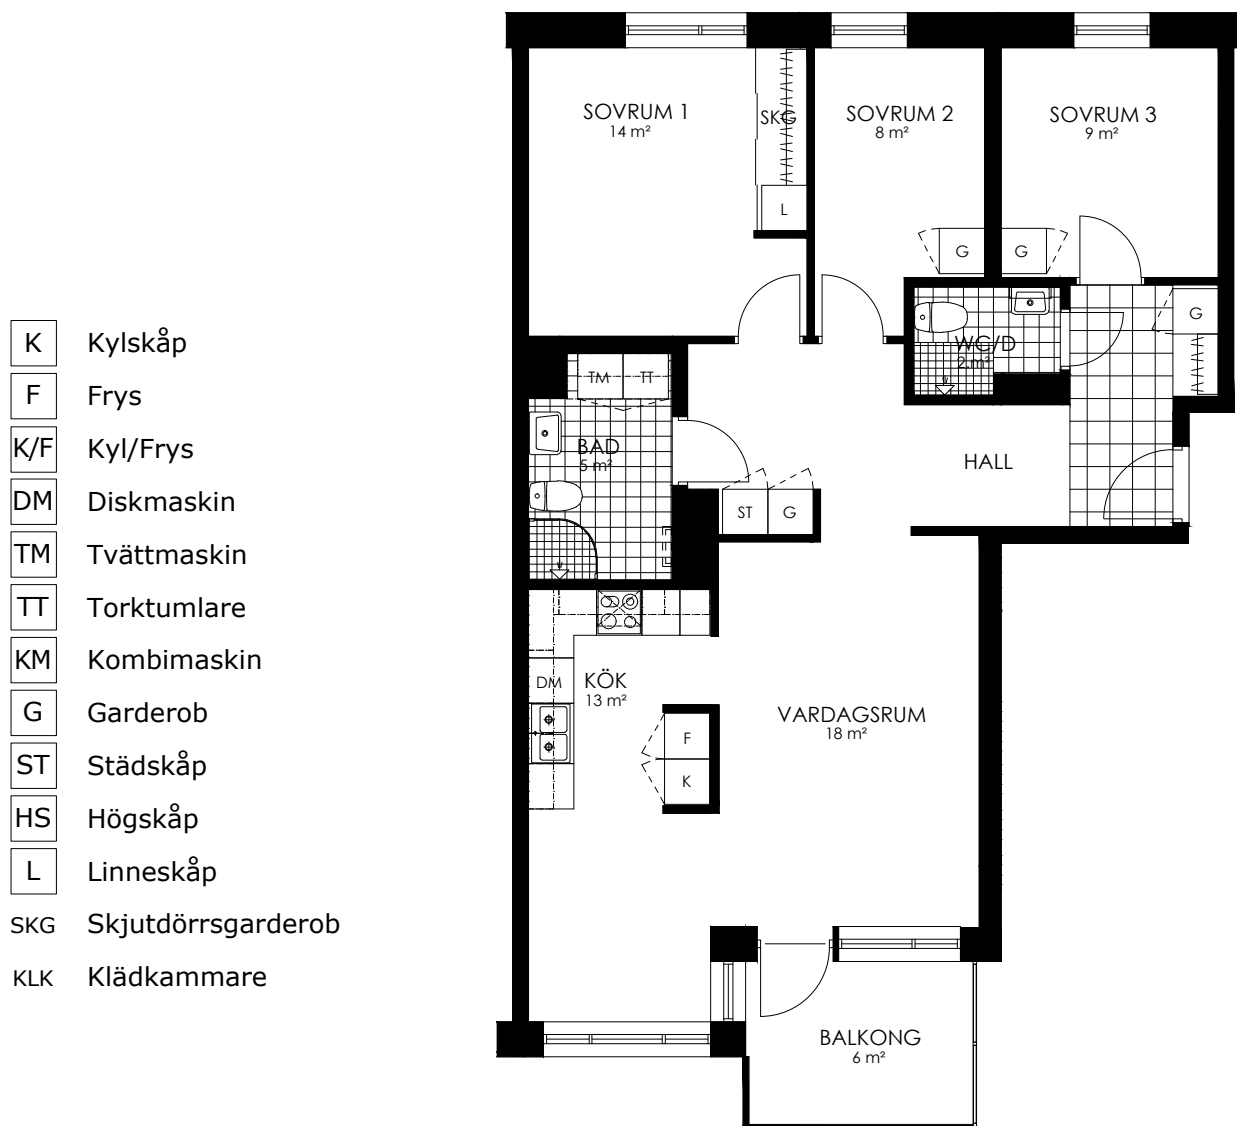 K Kylskåp
F Frys
K/F Kyl/Frys
DM Diskmaskin
TM Tvättmaskin
TT Torktumlare
KM Kombimaskin
G Garderob
ST Städskåp
HS Högskåp
L Linneskåp
SKG Skjutdörrsgarderob
KLK Klädkammare
SOVRUM 1
14 m²
SKG
L
SOVRUM 2
8 m²
G
SOVRUM 3
9 m²
G
G
WC/D
2 m²
TM
TT
BAD
5 m²
ST
G
HALL
DM
KÖK
13 m²
F
K
VARDAGSRUM
18 m²
BALKONG
6 m²